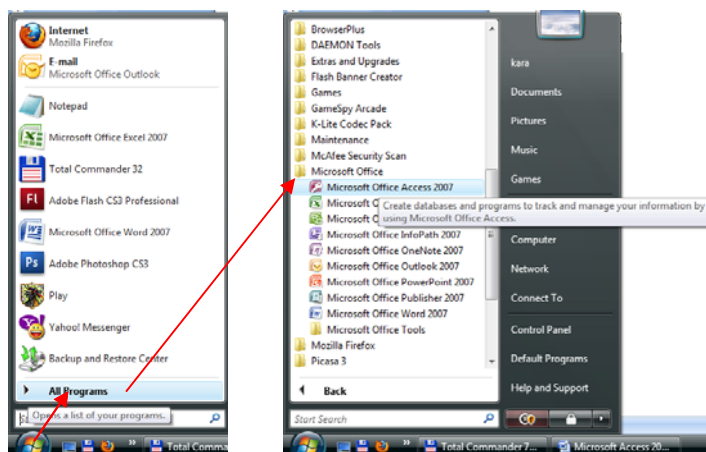 Internet
Mozilla Firefox
E-mail
Microsoft Office Outlook
Notepad
Microsoft Office Excel 2007
Total Commander 32
Adobe Flash CS3 Professional
Microsoft Office Word 2007
Adobe Photoshop CS3
Play
Yahoo! Messenger
Backup and Restore Center
All Programs
Opens a list of your programs.
Total Comma
BrowserPlus
DAEMON Tools
Extras and Upgrades
Flash Banner Creator
Games
GameSpy Arcade
K-Lite Codec Pack
Maintenance
McAfee Security Scan
Microsoft Office
Microsoft Office Access 2007
Microsoft O
Microsoft O
Create databases and programs to track and manage your information by
using Microsoft Office Access.
Microsoft Office InfoPath 2007
Microsoft Office OneNote 2007
Microsoft Office Outlook 2007
Microsoft Office PowerPoint 2007
Microsoft Office Publisher 2007
Microsoft Office Word 2007
Microsoft Office Tools
Mozilla Firefox
Picasa 3
Back
Start Search
kara
Documents
Pictures
Music
Games
Computer
Network
Connect To
Control Panel
Default Programs
Help and Support
Total Commander 7...
Microsoft Access 20...